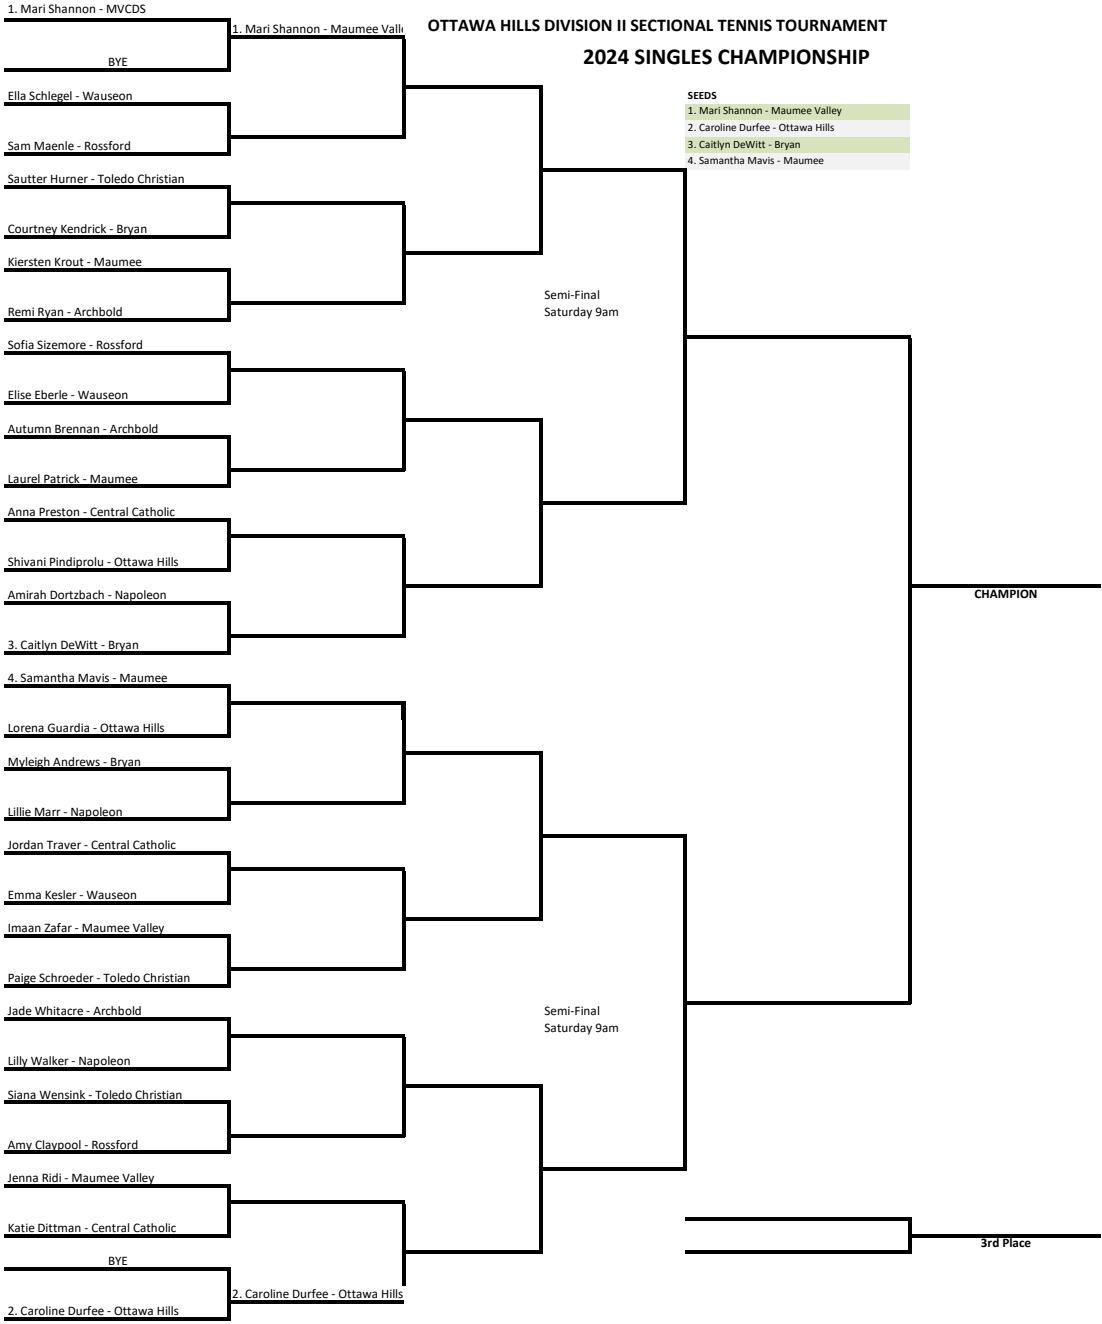 1. Mari Shannon - MVCDS
OTTAWA HILLS DIVISION II SECTIONAL TENNIS TOURNAMENT
1. Mari Shannon - Maumee Valle
2024 SINGLES CHAMPIONSHIP
BYE
SEEDS
1. Mari Shannon - Maumee Valley
2. Caroline Durfee - Ottawa Hills
3. Caitlyn DeWitt - Bryan
4. Samantha Mavis - Maumee
Ella Schlegel - Wauseon
Sam Maenle - Rossford
Sautter Hurner - Toledo Christian
Courtney Kendrick - Bryan
Kiersten Krout - Maumee
Semi-Final
Saturday 9am
Remi Ryan - Archbold
Sofia Sizemore - Rossford
Elise Eberle - Wauseon
Autumn Brennan - Archbold
Laurel Patrick - Maumee
Anna Preston - Central Catholic
Shivani Pindiprolu - Ottawa Hills
Amirah Dortzbach - Napoleon
CHAMPION
3. Caitlyn DeWitt - Bryan
4. Samantha Mavis - Maumee
Lorena Guardia - Ottawa Hills
Myleigh Andrews - Bryan
Lillie Marr - Napoleon
Jordan Traver - Central Catholic
Emma Kesler - Wauseon
Imaan Zafar - Maumee Valley
Paige Schroeder - Toledo Christian
Jade Whitacre - Archbold
Semi-Final
Saturday 9am
Lilly Walker - Napoleon
Siana Wensink - Toledo Christian
Amy Claypool - Rossford
Jenna Ridi - Maumee Valley
Katie Dittman - Central Catholic
3rd Place
BYE
2. Caroline Durfee - Ottawa Hills
2. Caroline Durfee - Ottawa Hills